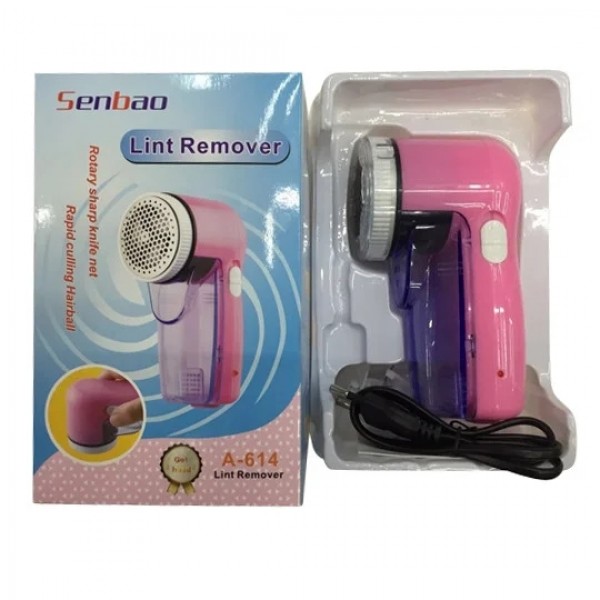 Senbao
Lint Remover
Rotary sharp knife net
Rapid culling Hairball
A-614
Lint Remover